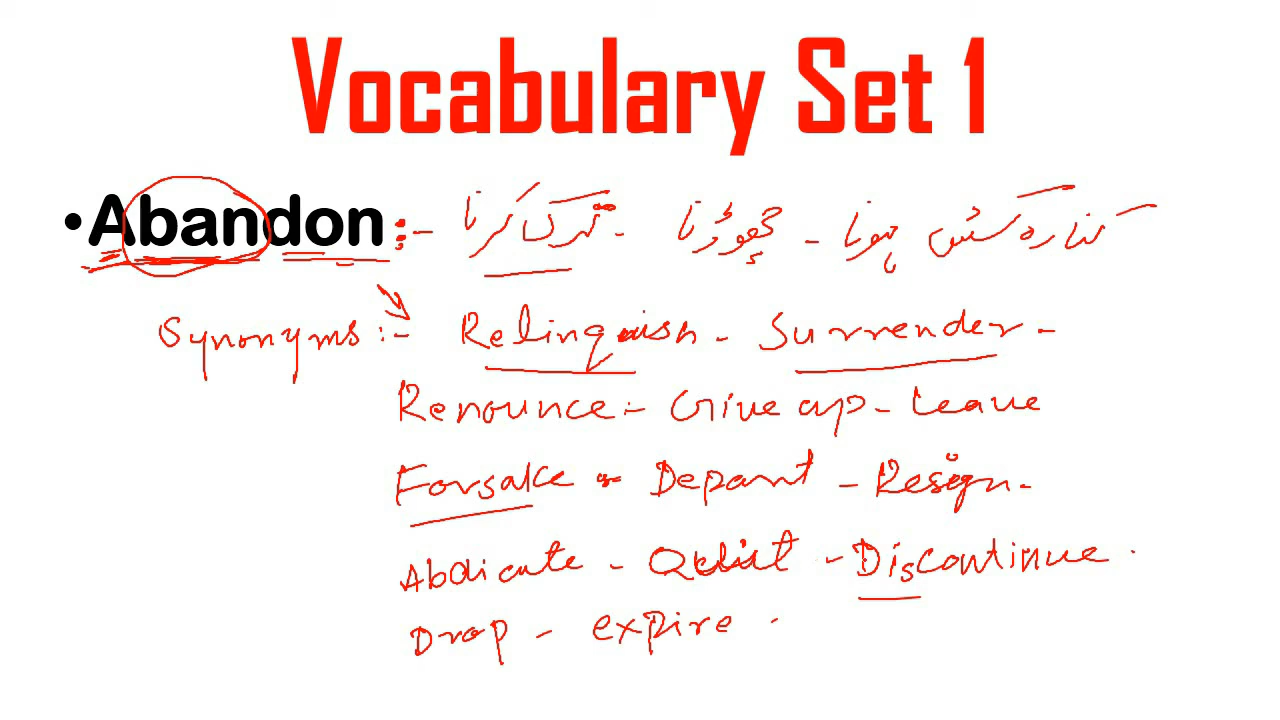 Vocabulary Set 1
•Abandon :- ترک کرنا - چھوڑنا - کنارہ کش ہونا
Synonyms :- Relinquish - Surrender -
Renounce :- Give up - Leave
Forsake - Depart - Resign -
Abdicate - Quit - Discontinue .
Drop - expire -